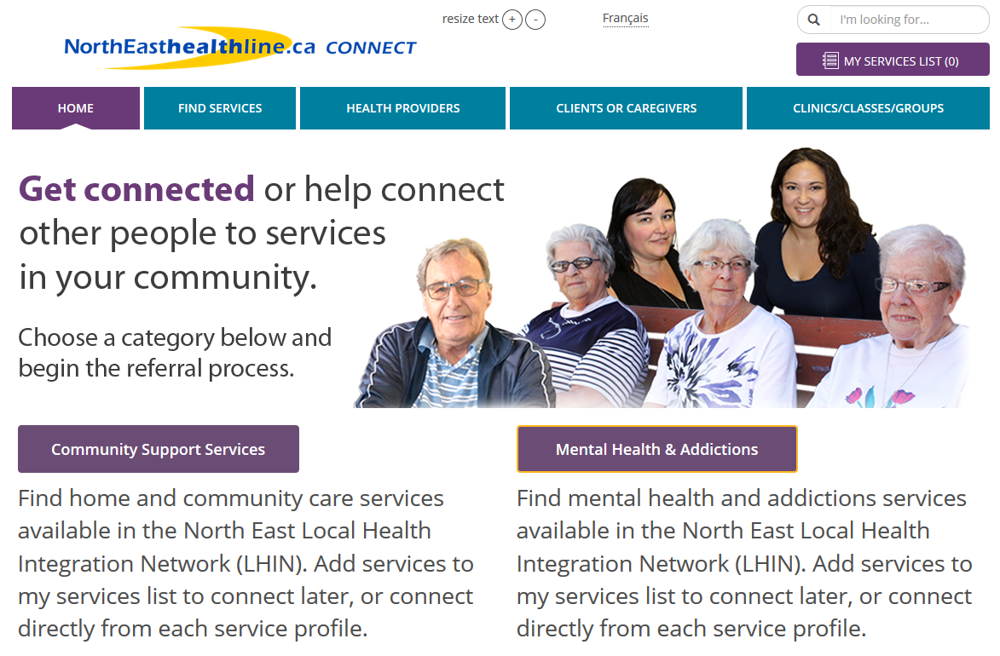 resize text + -
Français
I'm looking for...
NorthEasthealthline.ca CONNECT
MY SERVICES LIST (0)
HOME
FIND SERVICES
HEALTH PROVIDERS
CLIENTS OR CAREGIVERS
CLINICS/CLASSES/GROUPS
Get connected or help connect
other people to services
in your community.
Choose a category below and
begin the referral process.
Community Support Services
Find home and community care services
available in the North East Local Health
Integration Network (LHIN). Add services to
my services list to connect later, or connect
directly from each service profile.
Mental Health & Addictions
Find mental health and addictions services
available in the North East Local Health
Integration Network (LHIN). Add services to
my services list to connect later, or connect
directly from each service profile.